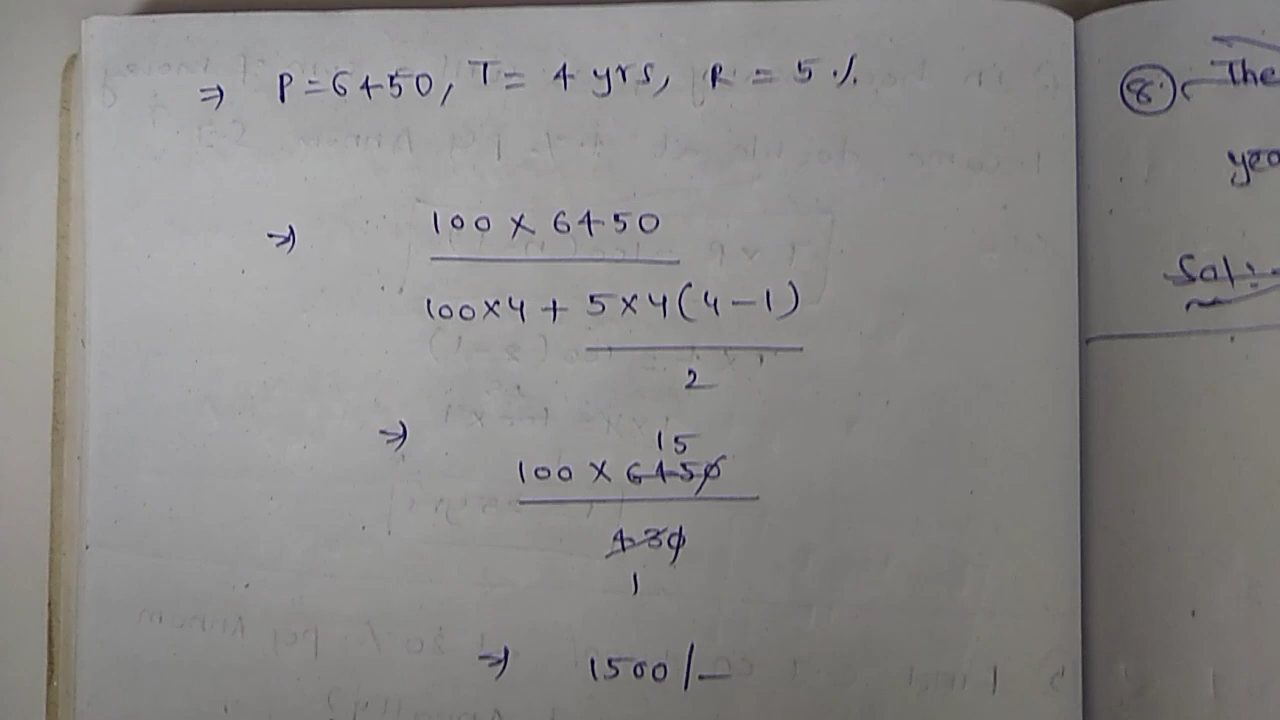 ⇒ P=6450, T= 4 yrs, R = 5 %
⇒ 100 × 6450
100×4 + 5×4(4-1)
2
⇒ 15
100 × 6450
430
1
⇒ 1500/-
8. The
yea
Sol:-